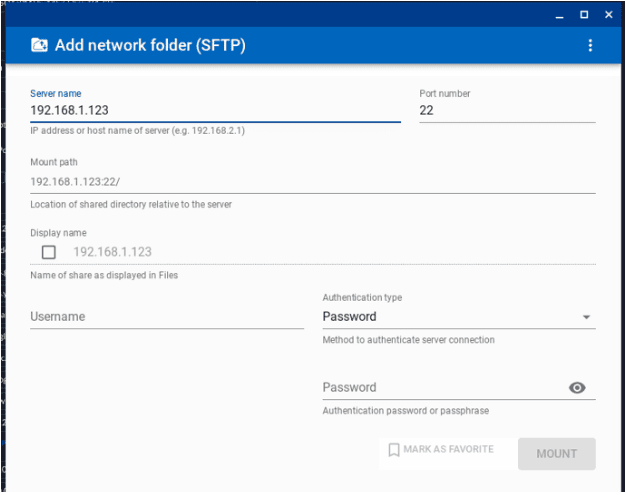 Add network folder (SFTP)
Server name
Port number
192.168.1.123
22
IP address or host name of server (e.g. 192.168.2.1)
Mount path
192.168.1.123:22/
Location of shared directory relative to the server
Display name
192.168.1.123
Name of share as displayed in Files
Authentication type
Username
Password
Method to authenticate server connection
Password
Authentication password or passphrase
MARK AS FAVORITE
MOUNT